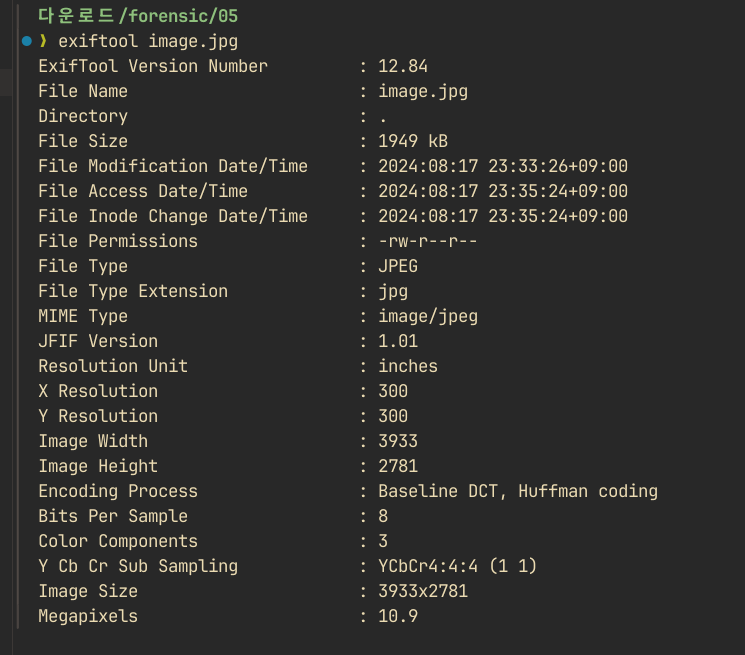 다운로드/forensic/05
❯ exiftool image.jpg
ExifTool Version Number : 12.84
File Name : image.jpg
Directory : .
File Size : 1949 kB
File Modification Date/Time : 2024:08:17 23:33:26+09:00
File Access Date/Time : 2024:08:17 23:35:24+09:00
File Inode Change Date/Time : 2024:08:17 23:35:24+09:00
File Permissions : -rw-r--r--
File Type : JPEG
File Type Extension : jpg
MIME Type : image/jpeg
JFIF Version : 1.01
Resolution Unit : inches
X Resolution : 300
Y Resolution : 300
Image Width : 3933
Image Height : 2781
Encoding Process : Baseline DCT, Huffman coding
Bits Per Sample : 8
Color Components : 3
Y Cb Cr Sub Sampling : YCbCr4:4:4 (1 1)
Image Size : 3933x2781
Megapixels : 10.9